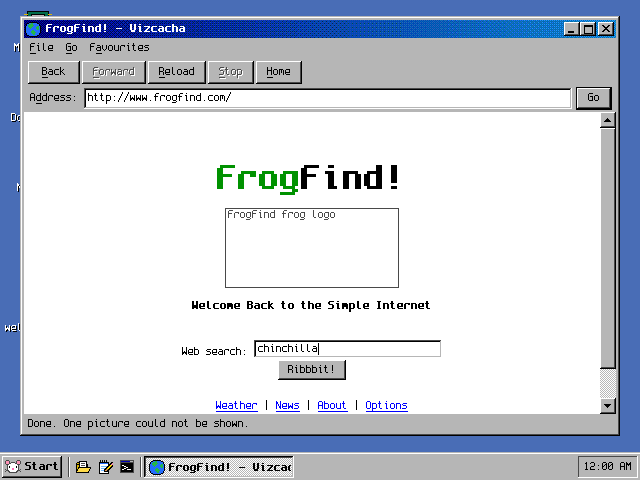 FrogFind! - Vizcacha
File Go Favourites
Back Forward Reload Stop Home
Address: http://www.frogfind.com/ Go
FrogFind!
FrogFind frog logo
Welcome Back to the Simple Internet
Web search: chinchilla
Ribbbit!
Weather | News | About | Options
Done. One picture could not be shown.
Start FrogFind! - Vizcac 12:00 AM